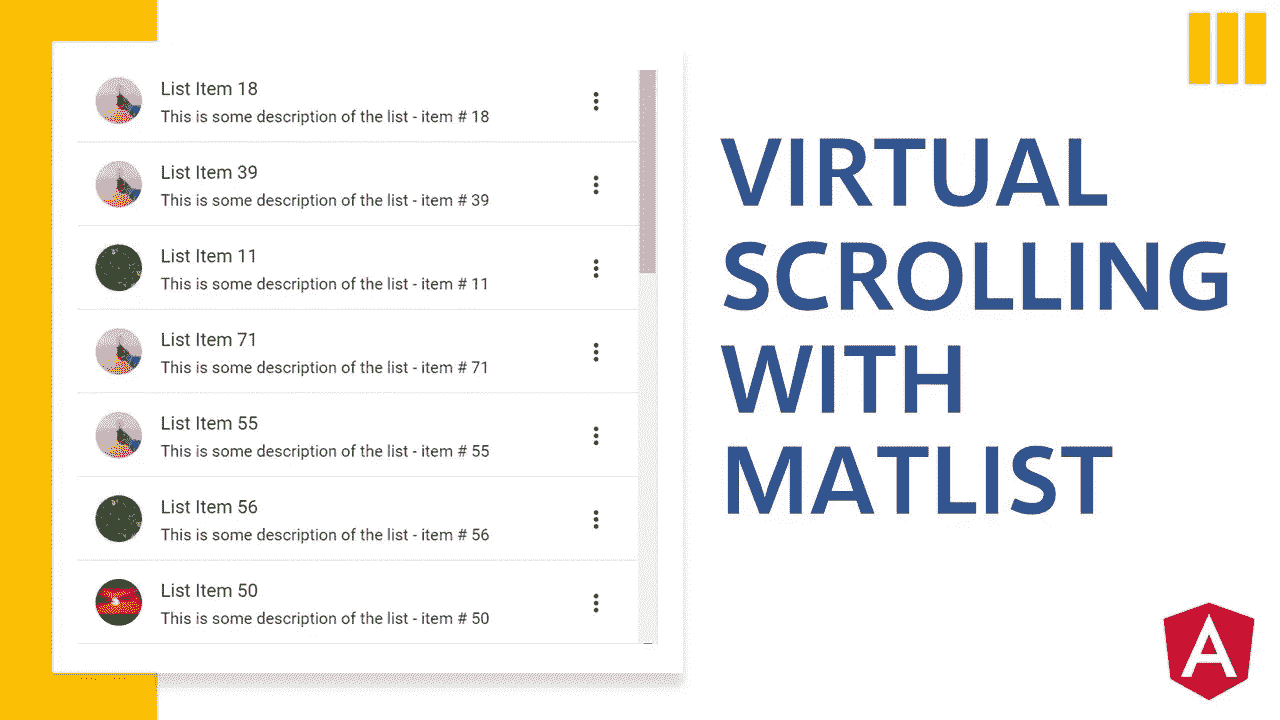 List Item 18
This is some description of the list - item # 18
List Item 39
This is some description of the list - item # 39
List Item 11
This is some description of the list - item # 11
List Item 71
This is some description of the list - item # 71
List Item 55
This is some description of the list - item # 55
List Item 56
This is some description of the list - item # 56
List Item 50
This is some description of the list - item # 50
VIRTUAL
SCROLLING
WITH
MATLIST
A